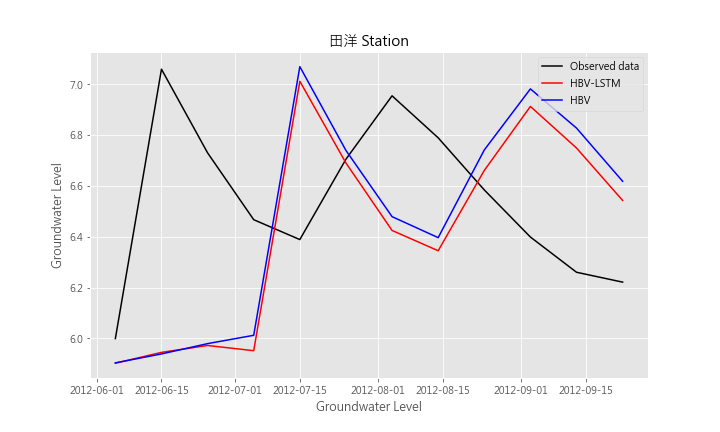 田洋 Station
Observed data
HBV-LSTM
HBV
Groundwater Level
7.0
6.8
6.6
6.4
6.2
6.0
2012-06-01 2012-06-15 2012-07-01 2012-07-15 2012-08-01 2012-08-15 2012-09-01 2012-09-15
Groundwater Level